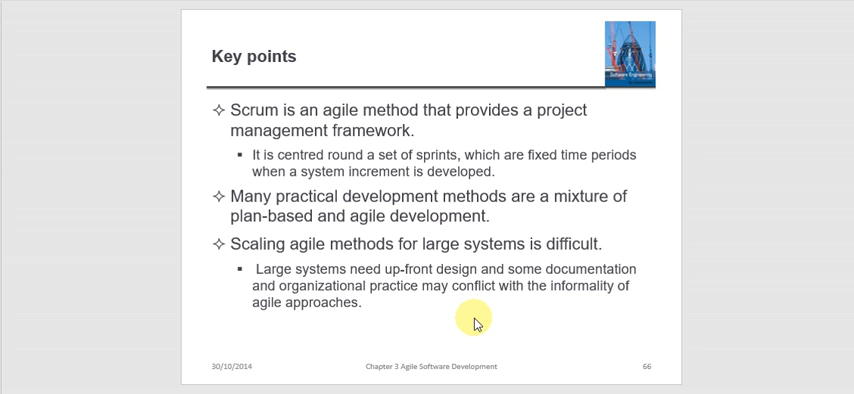 Key points
Software Engineering
✧ Scrum is an agile method that provides a project
management framework.
▪ It is centred round a set of sprints, which are fixed time periods
when a system increment is developed.
✧ Many practical development methods are a mixture of
plan-based and agile development.
✧ Scaling agile methods for large systems is difficult.
▪ Large systems need up-front design and some documentation
and organizational practice may conflict with the informality of
agile approaches.
30/10/2014 Chapter 3 Agile Software Development 66